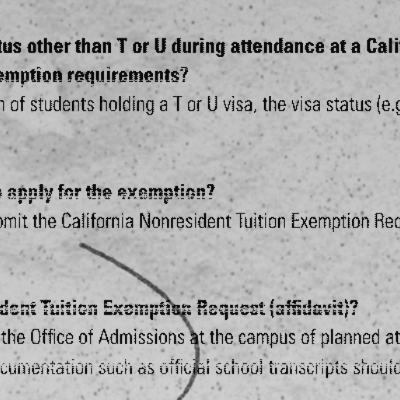 tus other than T or U during attendance at a Cali
emption requirements?
n of students holding a T or U visa, the visa status (e.g
apply for the exemption?
omit the California Nonresident Tuition Exemption Req
dent Tuition Exemption Request (affidavit)?
the Office of Admissions at the campus of planned at
cumentation such as official school transcripts should